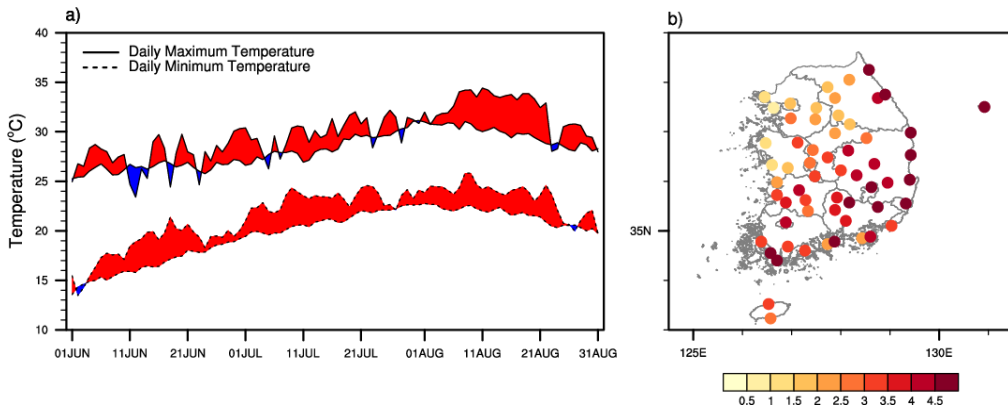 a)
Daily Maximum Temperature
Daily Minimum Temperature
Temperature (°C)
40
35
30
25
20
15
10
01JUN 11JUN 21JUN 01JUL 11JUL 21JUL 01AUG 11AUG 21AUG 31AUG
b)
35N
125E 130E
0.5 1 1.5 2 2.5 3 3.5 4 4.5